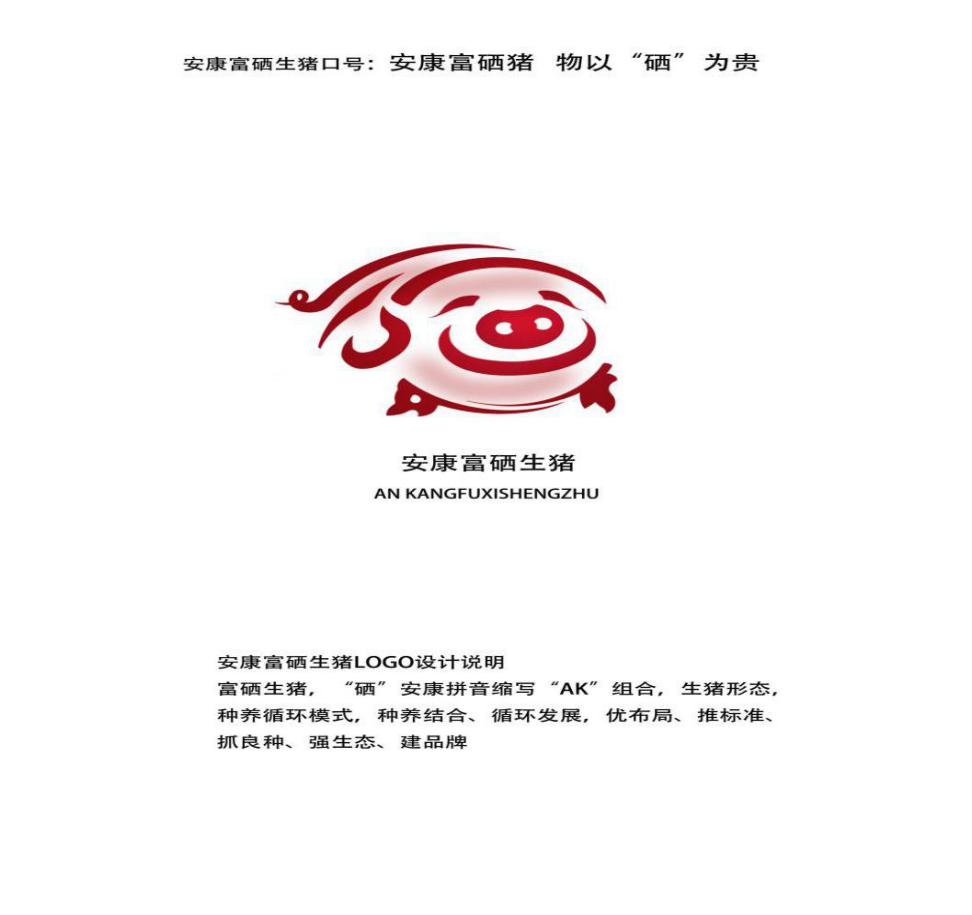 安康富硒生猪口号：安康富硒猪 物以“硒”为贵
安康富硒生猪
AN KANGFUXISHENGZHU
安康富硒生猪LOGO设计说明
富硒生猪，“硒”安康拼音缩写“AK”组合，生猪形态，
种养循环模式，种养结合、循环发展，优布局、推标准、
抓良种、强生态、建品牌